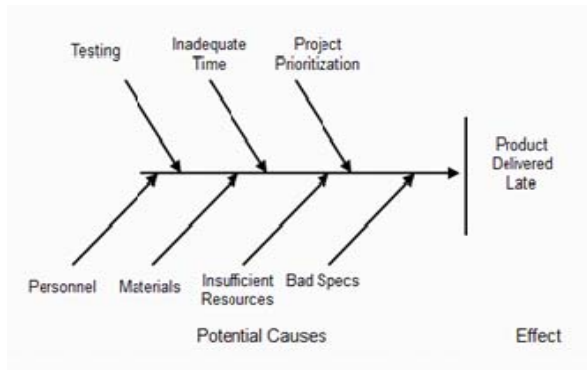 Testing
Inadequate
Time
Project
Prioritization
Product
Delivered
Late
Personnel
Materials
Insufficient
Resources
Bad Specs
Potential Causes
Effect